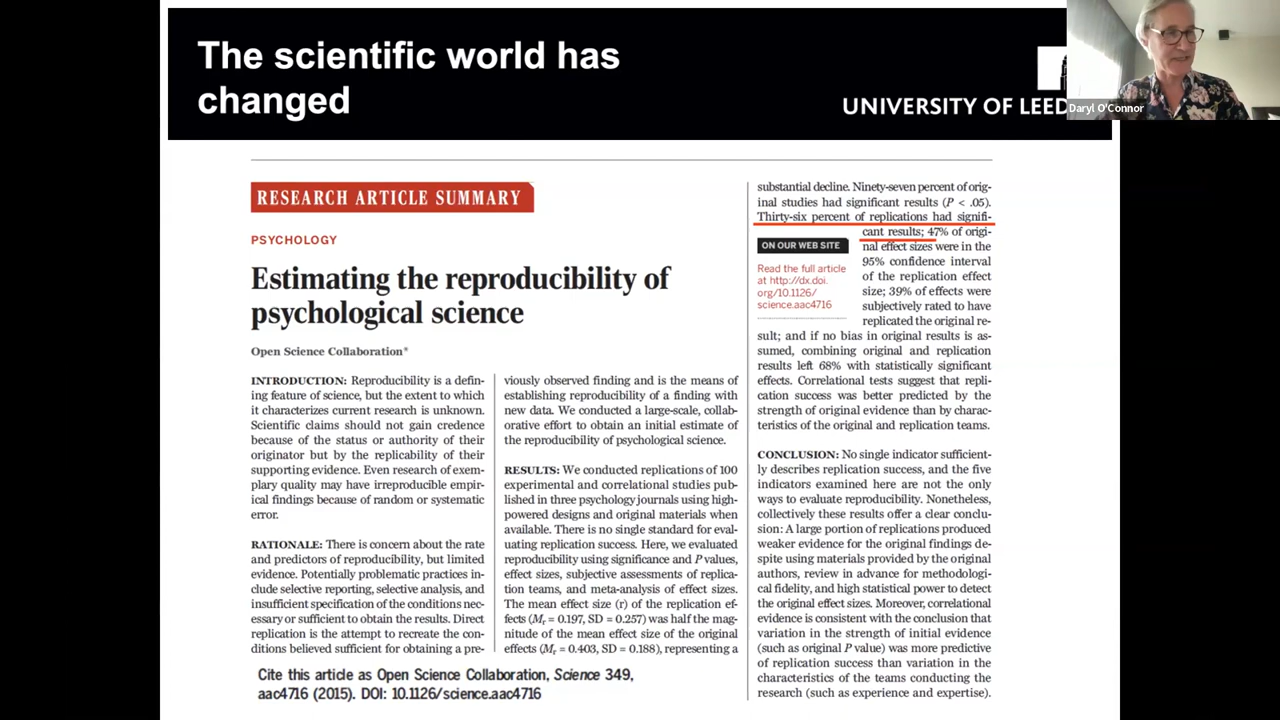 The scientific world has
changed
UNIVERSITY OF LEED
Daryl O'Connor
RESEARCH ARTICLE SUMMARY
PSYCHOLOGY
Estimating the reproducibility of
psychological science
Open Science Collaboration*
INTRODUCTION: Reproducibility is a defin-
ing feature of science, but the extent to which
it characterizes current research is unknown.
Scientific claims should not gain credence
because of the status or authority of their
originator but by the replicability of their
supporting evidence. Even research of exem-
plary quality may have irreproducible empir-
ical findings because of random or systematic
error.
RATIONALE: There is concern about the rate
and predictors of reproducibility, but limited
evidence. Potentially problematic practices in-
clude selective reporting, selective analysis, and
insufficient specification of the conditions nec-
essary or sufficient to obtain the results. Direct
replication is the attempt to recreate the con-
ditions believed sufficient for obtaining a pre-
viously observed finding and is the means of
establishing reproducibility of a finding with
new data. We conducted a large-scale, collab-
orative effort to obtain an initial estimate of
the reproducibility of psychological science.
RESULTS: We conducted replications of 100
experimental and correlational studies pub-
lished in three psychology journals using high-
powered designs and original materials when
available. There is no single standard for eval-
uating replication success. Here, we evaluated
reproducibility using significance and P values,
effect sizes, subjective assessments of replica-
tion teams, and meta-analysis of effect sizes.
The mean effect size (r) of the replication ef-
fects (Mr = 0.197, SD = 0.257) was half the mag-
nitude of the mean effect size of the original
effects (Mr = 0.403, SD = 0.188), representing a
substantial decline. Ninety-seven percent of orig-
inal studies had significant results (P < .05).
Thirty-six percent of replications had signifi-
cant results; 47% of origi-
nal effect sizes were in the
95% confidence interval
of the replication effect
size; 39% of effects were
subjectively rated to have
replicated the original re-
sult; and if no bias in original results is as-
sumed, combining original and replication
results left 68% with statistically significant
effects. Correlational tests suggest that repli-
cation success was better predicted by the
strength of original evidence than by charac-
teristics of the original and replication teams.
ON OUR WEB SITE
Read the full article
at http://dx.doi.
org/10.1126/
science.aac4716
CONCLUSION: No single indicator sufficient-
ly describes replication success, and the five
indicators examined here are not the only
ways to evaluate reproducibility. Nonetheless,
collectively these results offer a clear conclu-
sion: A large portion of replications produced
weaker evidence for the original findings de-
spite using materials provided by the original
authors, review in advance for methodologi-
cal fidelity, and high statistical power to detect
the original effect sizes. Moreover, correlational
evidence is consistent with the conclusion that
variation in the strength of initial evidence
(such as original P value) was more predictive
of replication success than variation in the
characteristics of the teams conducting the
research (such as experience and expertise).
Cite this article as Open Science Collaboration, Science 349,
aac4716 (2015). DOI: 10.1126/science.aac4716